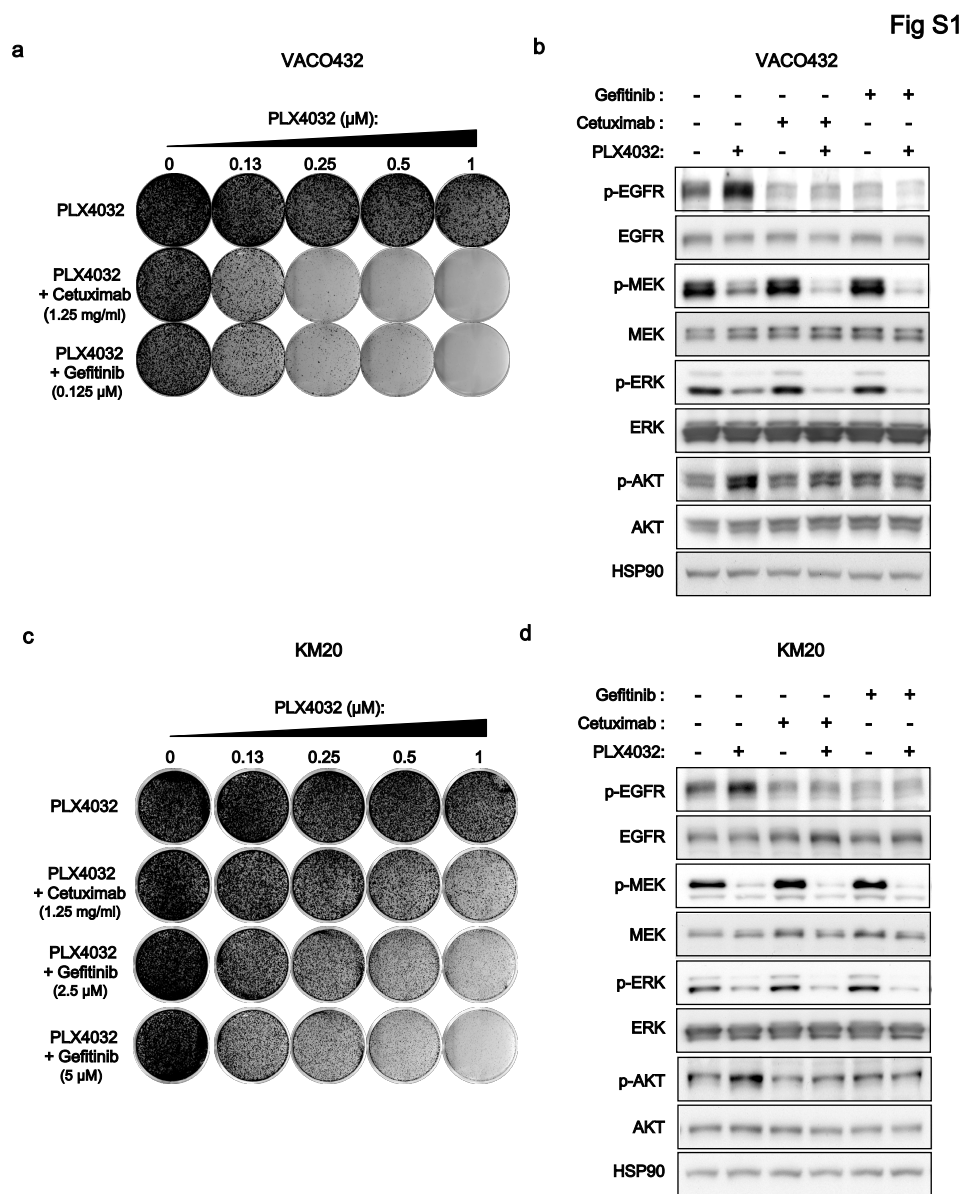 Fig S1
a
VACO432
PLX4032 (µM):
0 0.13 0.25 0.5 1
PLX4032
PLX4032
+ Cetuximab
(1.25 mg/ml)
PLX4032
+ Gefitinib
(0.125 µM)
b
VACO432
Gefitinib : - - - - + +
Cetuximab : - - + + - -
PLX4032: - + - + - +
p-EGFR
EGFR
p-MEK
MEK
p-ERK
ERK
p-AKT
AKT
HSP90
c
KM20
PLX4032 (µM):
0 0.13 0.25 0.5 1
PLX4032
PLX4032
+ Cetuximab
(1.25 mg/ml)
PLX4032
+ Gefitinib
(2.5 µM)
PLX4032
+ Gefitinib
(5 µM)
d
KM20
Gefitinib : - - - - + +
Cetuximab : - - + + - -
PLX4032: - + - + - +
p-EGFR
EGFR
p-MEK
MEK
p-ERK
ERK
p-AKT
AKT
HSP90